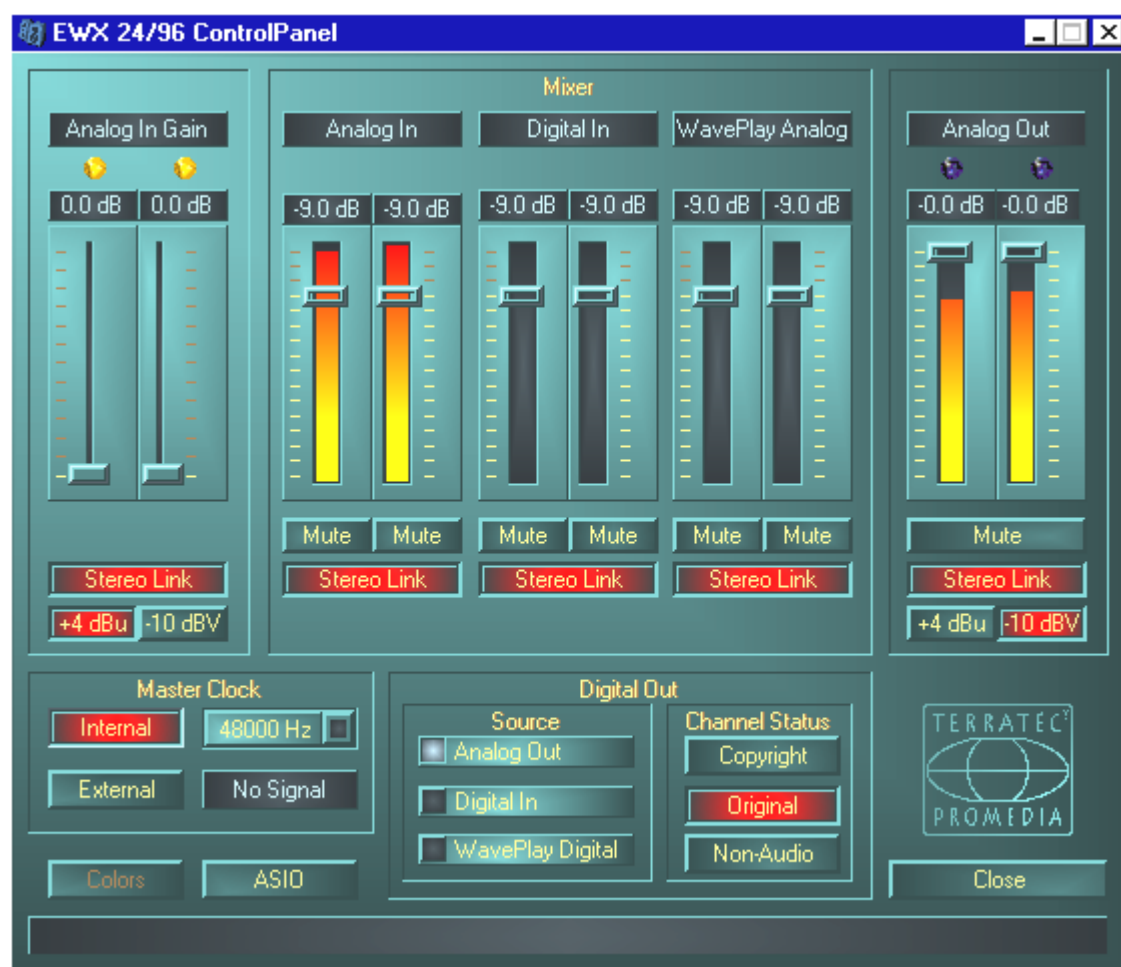 EWX 24/96 ControlPanel
Mixer
Analog In Gain
Analog In
Digital In
WavePlay Analog
Analog Out
0.0 dB 0.0 dB
-9.0 dB -9.0 dB
-9.0 dB -9.0 dB
-9.0 dB -9.0 dB
-0.0 dB -0.0 dB
Mute Mute
Mute Mute
Mute Mute
Mute
Stereo Link
Stereo Link
Stereo Link
Stereo Link
Stereo Link
+4 dBu -10 dBV
+4 dBu -10 dBV
Master Clock
Internal 48000 Hz
External No Signal
Colors ASIO
Digital Out
Source
Analog Out
Digital In
WavePlay Digital
Channel Status
Copyright
Original
Non-Audio
TERRATEC
PROMEDIA
Close